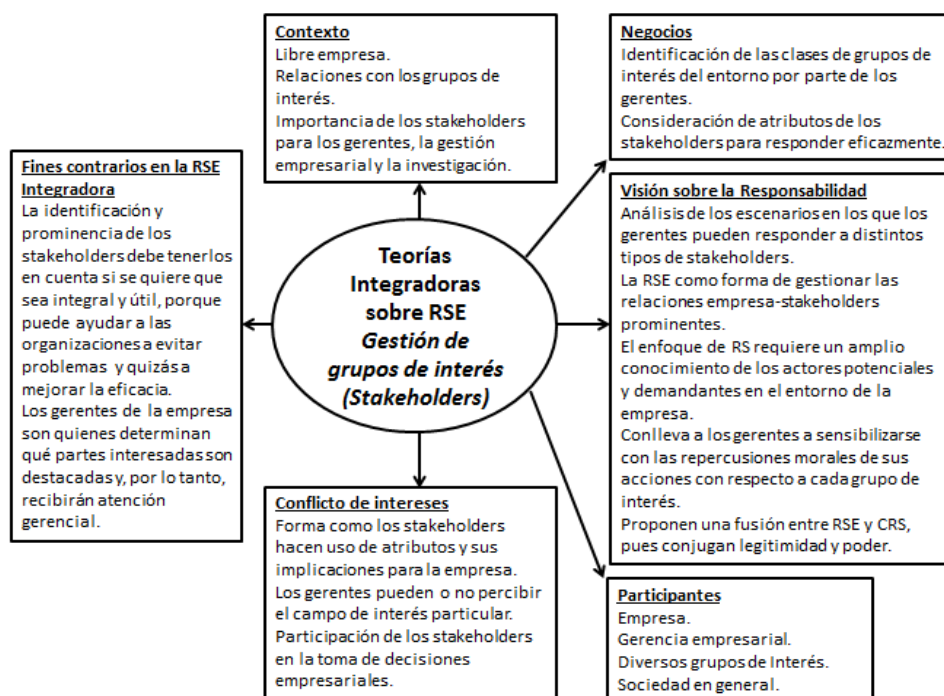 Contexto
Libre empresa.
Relaciones con los grupos de
interés.
Importancia de los stakeholders
para los gerentes, la gestión
empresarial y la investigación.
Negocios
Identificación de las clases de grupos de
interés del entorno por parte de los
gerentes.
Consideración de atributos de los
stakeholders para responder eficazmente.
Fines contrarios en la RSE
Integradora
La identificación y
prominencia de los
stakeholders debe tenerlos
en cuenta si se quiere que
sea integral y útil, porque
puede ayudar a las
organizaciones a evitar
problemas y quizás a
mejorar la eficacia.
Los gerentes de la empresa
son quienes determinan
qué partes interesadas son
destacadas y, por lo tanto,
recibirán atención
gerencial.
Teorías
Integradoras
sobre RSE
Gestión de
grupos de interés
(Stakeholders)
Visión sobre la Responsabilidad
Análisis de los escenarios en los que los
gerentes pueden responder a distintos
tipos de stakeholders.
La RSE como forma de gestionar las
relaciones empresa-stakeholders
prominentes.
El enfoque de RS requiere un amplio
conocimiento de los actores potenciales
y demandantes en el entorno de la
empresa.
Conlleva a los gerentes a sensibilizarse
con las repercusiones morales de sus
acciones con respecto a cada grupo de
interés.
Proponen una fusión entre RSE y CRS,
pues conjugan legitimidad y poder.
Conflicto de intereses
Forma como los stakeholders
hacen uso de atributos y sus
implicaciones para la empresa.
Los gerentes pueden o no percibir
el campo de interés particular.
Participación de los stakeholders
en la toma de decisiones
empresariales.
Participantes
Empresa.
Gerencia empresarial.
Diversos grupos de Interés.
Sociedad en general.